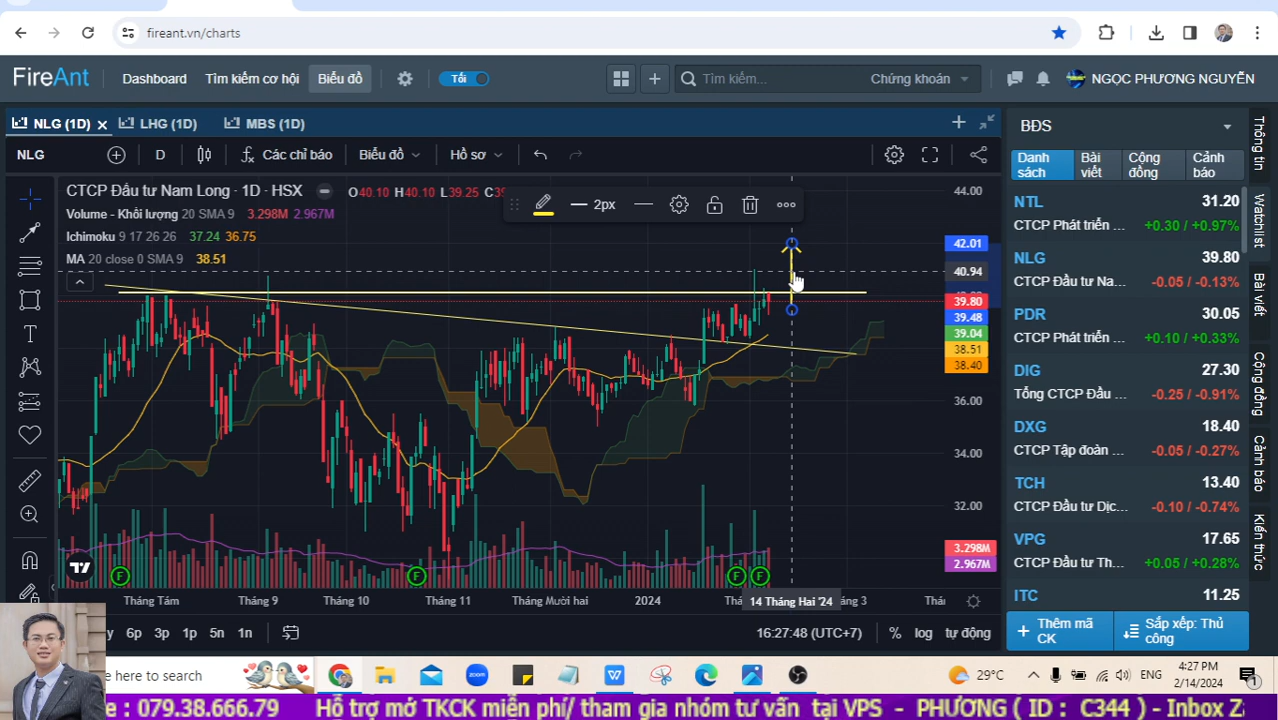 fireant.vn/charts
FireAnt Dashboard Tìm kiếm cơ hội Biểu đồ Tối Tìm kiếm... Chứng khoán NGỌC PHƯƠNG NGUYỄN
NLG (1D) LHG (1D) MBS (1D)
NLG D Các chỉ báo Biểu đồ Hồ sơ
CTCP Đầu tư Nam Long · 1D · HSX O40.10 H40.10 L39.25
2px
Volume - Khối lượng 20 SMA 9 3.298M 2.967M
Ichimoku 9 17 26 26 37.24 36.75
MA 20 close 0 SMA 9 38.51
44.00
42.01
40.94
39.80
39.48
39.04
38.51
38.40
36.00
34.00
32.00
3.298M
2.967M
F F F F
Tháng Tám Tháng 9 Tháng 10 Tháng 11 Tháng Mười hai 2024 14 Tháng Hai '24
6p 3p 1p 5n 1n 16:27:48 (UTC+7) % log tự động
BĐS
Danh sách
Bài viết
Cộng đồng
Cảnh báo
NTL 31.20
CTCP Phát triển ... +0.30 / +0.97%
NLG 39.80
CTCP Đầu tư Na... -0.05 / -0.13%
PDR 30.05
CTCP Phát triển ... +0.10 / +0.33%
DIG 27.30
Tổng CTCP Đầu ... -0.25 / -0.91%
DXG 18.40
CTCP Tập đoàn ... -0.05 / -0.27%
TCH 13.40
CTCP Đầu tư Dịc... -0.10 / -0.74%
VPG 17.65
CTCP Đầu tư Th... +0.05 / +0.28%
ITC 11.25
Thêm mã CK
Sắp xếp: Thủ công
Thông tin
Watchlist
Bài viết
Cộng đồng
Cảnh báo
Kiến thức
here to search 29°C ENG 4:27 PM
2/14/2024
: 079.38.666.79 Hỗ trợ mở TKCK miễn phí/ tham gia nhóm tư vấn tại VPS - PHƯƠNG ( ID : C344 ) - Inbox